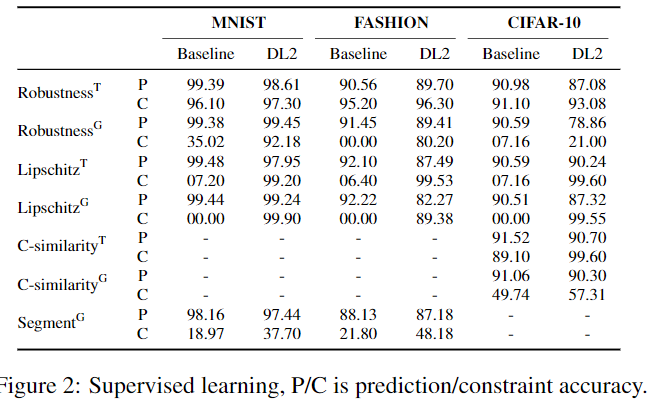 MNIST FASHION CIFAR-10
Baseline DL2 Baseline DL2 Baseline DL2
Robustness^T P 99.39 98.61 90.56 89.70 90.98 87.08
C 96.10 97.30 95.20 96.30 91.10 93.08
Robustness^G P 99.38 99.45 91.45 89.41 90.59 78.86
C 35.02 92.18 00.00 80.20 07.16 21.00
Lipschitz^T P 99.48 97.95 92.10 87.49 90.59 90.24
C 07.20 99.20 06.40 99.53 07.16 99.60
Lipschitz^G P 99.44 99.24 92.22 82.27 90.51 87.32
C 00.00 99.90 00.00 89.38 00.00 99.55
C-similarity^T P - - - - 91.52 90.70
C - - - - 89.10 99.60
C-similarity^G P - - - - 91.06 90.30
C - - - - 49.74 57.31
Segment^G P 98.16 97.44 88.13 87.18 - -
C 18.97 37.70 21.80 48.18 - -
Figure 2: Supervised learning, P/C is prediction/constraint accuracy.